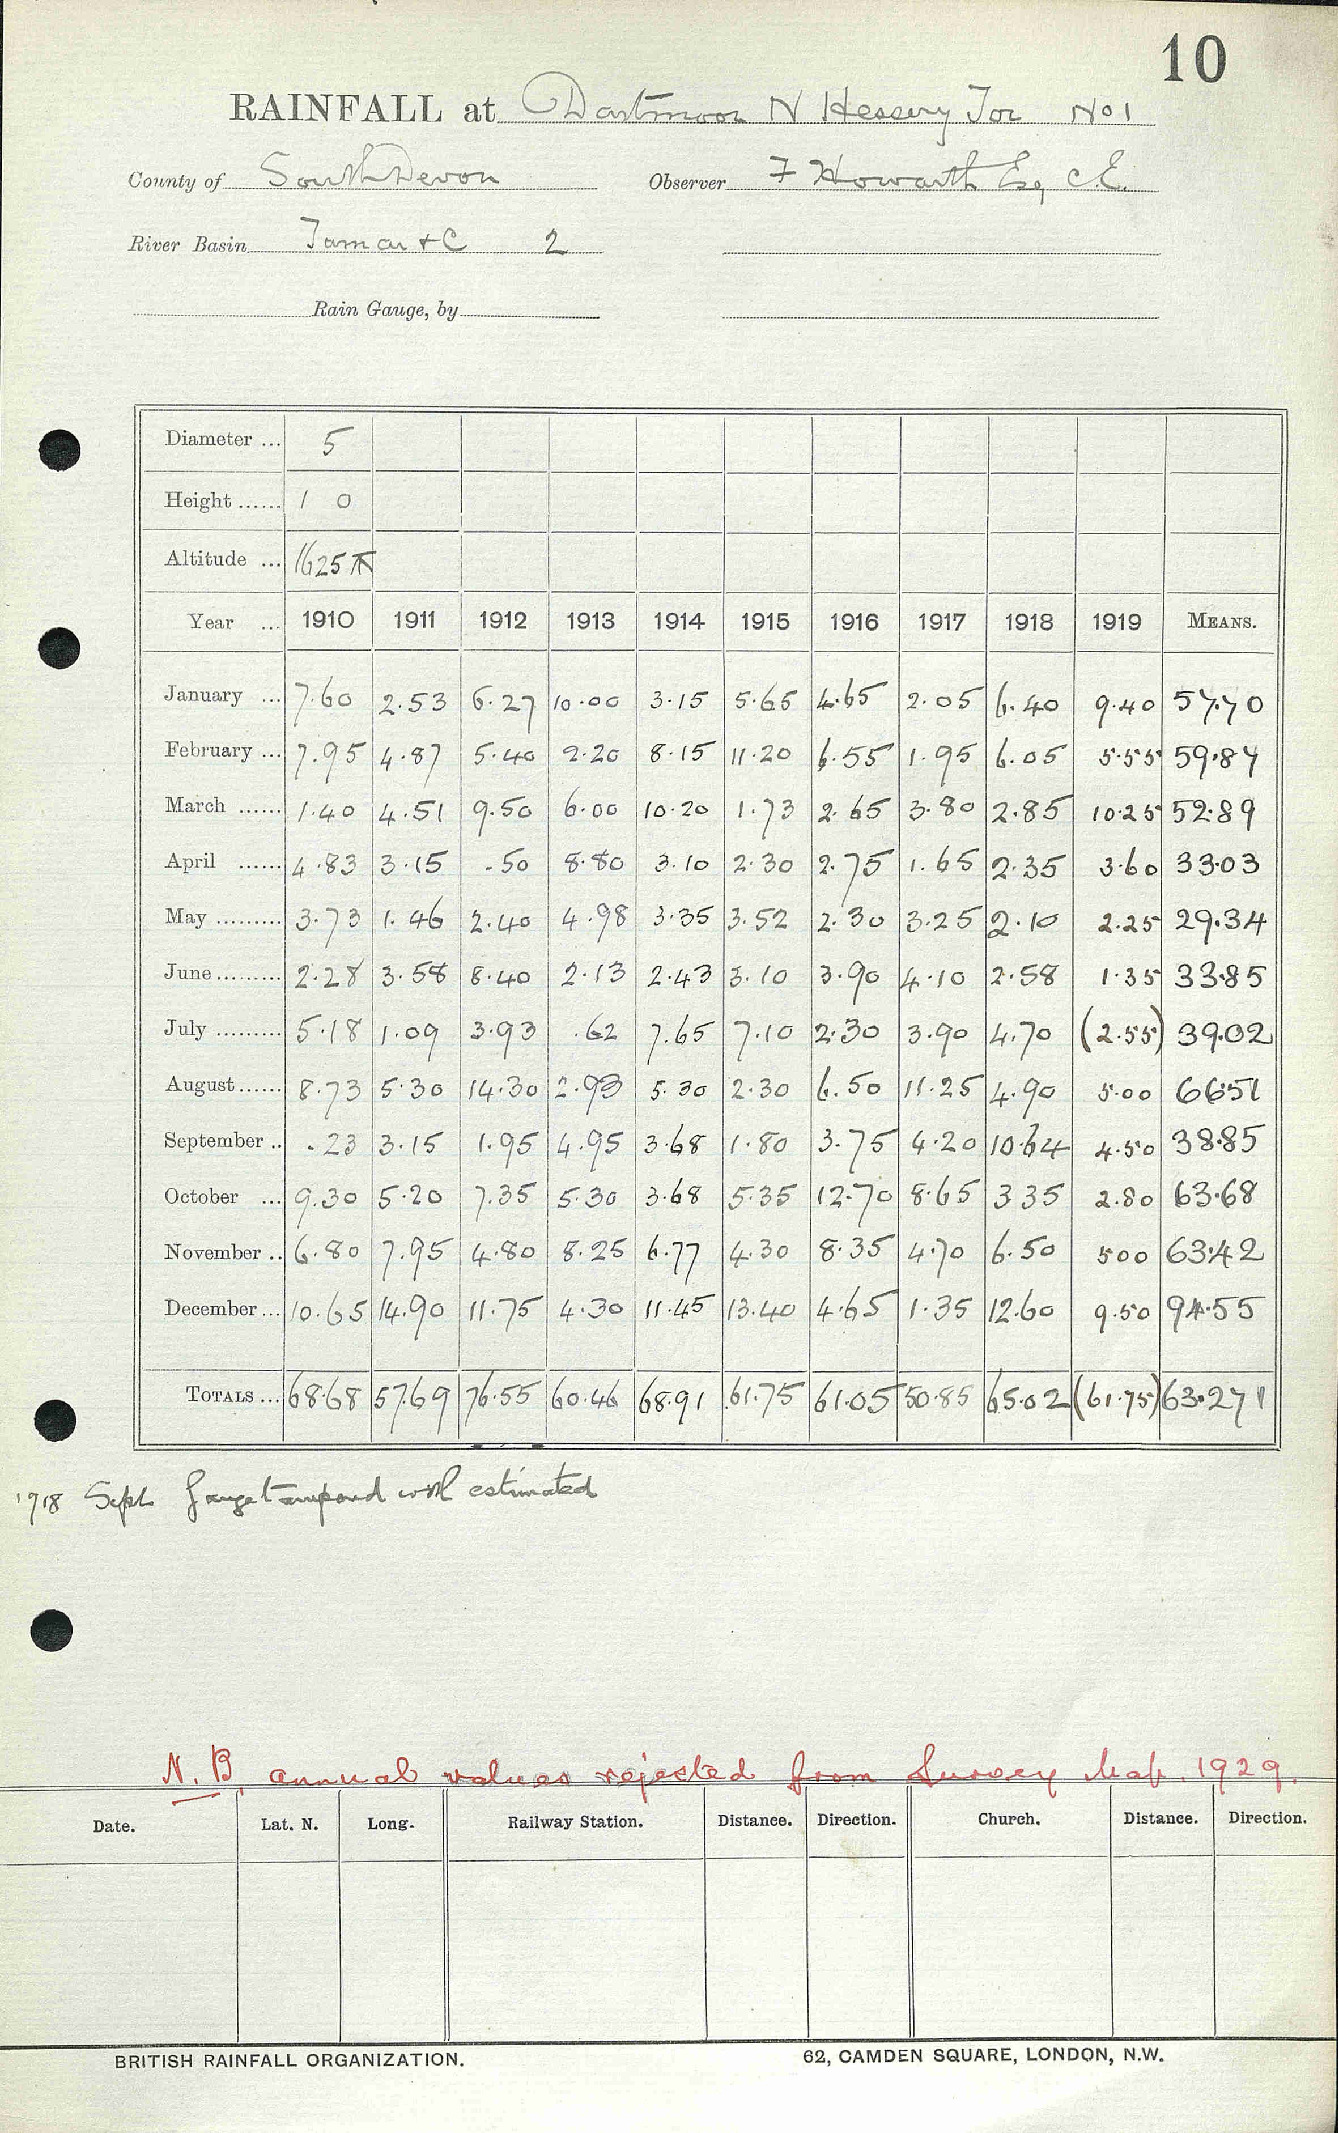 10
RAINFALL at Dartmoor N Hessary Tor No 1
County of South Devon Observer F Howarth Esq C.E.
River Basin Tamar & C 2
Rain Gauge, by
Diameter ... 5
Height ...... 1 0
Altitude ... 1625 ft
Year ... 1910 1911 1912 1913 1914 1915 1916 1917 1918 1919 MEANS.
January ... 7.60 2.53 6.27 10.00 3.15 5.65 4.65 2.05 6.40 9.40 57.70
February ... 7.95 4.87 5.40 2.20 8.15 11.20 6.55 1.95 6.05 5.55 59.87
March ...... 1.40 4.51 9.50 6.00 10.20 1.73 2.65 3.80 2.85 10.25 52.89
April ...... 4.83 3.15 .50 8.80 3.10 2.30 2.75 1.65 2.35 3.60 33.03
May ......... 3.73 1.46 2.40 4.98 3.35 3.52 2.30 3.25 2.10 2.25 29.34
June ......... 2.28 3.58 8.40 2.13 2.43 3.10 3.90 4.10 2.58 1.35 33.85
July ......... 5.18 1.09 3.93 .62 7.65 7.10 2.30 3.90 4.70 (2.55) 39.02
August ...... 8.73 5.30 14.30 2.93 5.30 2.30 6.50 11.25 4.90 5.00 66.51
September .. .23 3.15 1.95 4.95 3.68 1.80 3.75 4.20 10.64 4.50 38.85
October ... 9.30 5.20 7.35 5.30 3.68 5.35 12.70 8.65 3 35 2.80 63.68
November .. 6.80 7.95 4.80 8.25 6.77 4.30 8.35 4.70 6.50 5 00 63.42
December ... 10.65 14.90 11.75 4.30 11.45 13.40 4.65 1.35 12.60 9.50 94.55
TOTALS ... 68.68 57.69 76.55 60.46 68.91 61.75 61.05 50.85 65.02 (61.75) 63.271
1918 Sept gauge tampered with estimated
N.B. annual values rejected from Survey Map. 1929.
Date. Lat. N. Long. Railway Station. Distance. Direction. Church. Distance. Direction.
BRITISH RAINFALL ORGANIZATION. 62, CAMDEN SQUARE, LONDON, N.W.